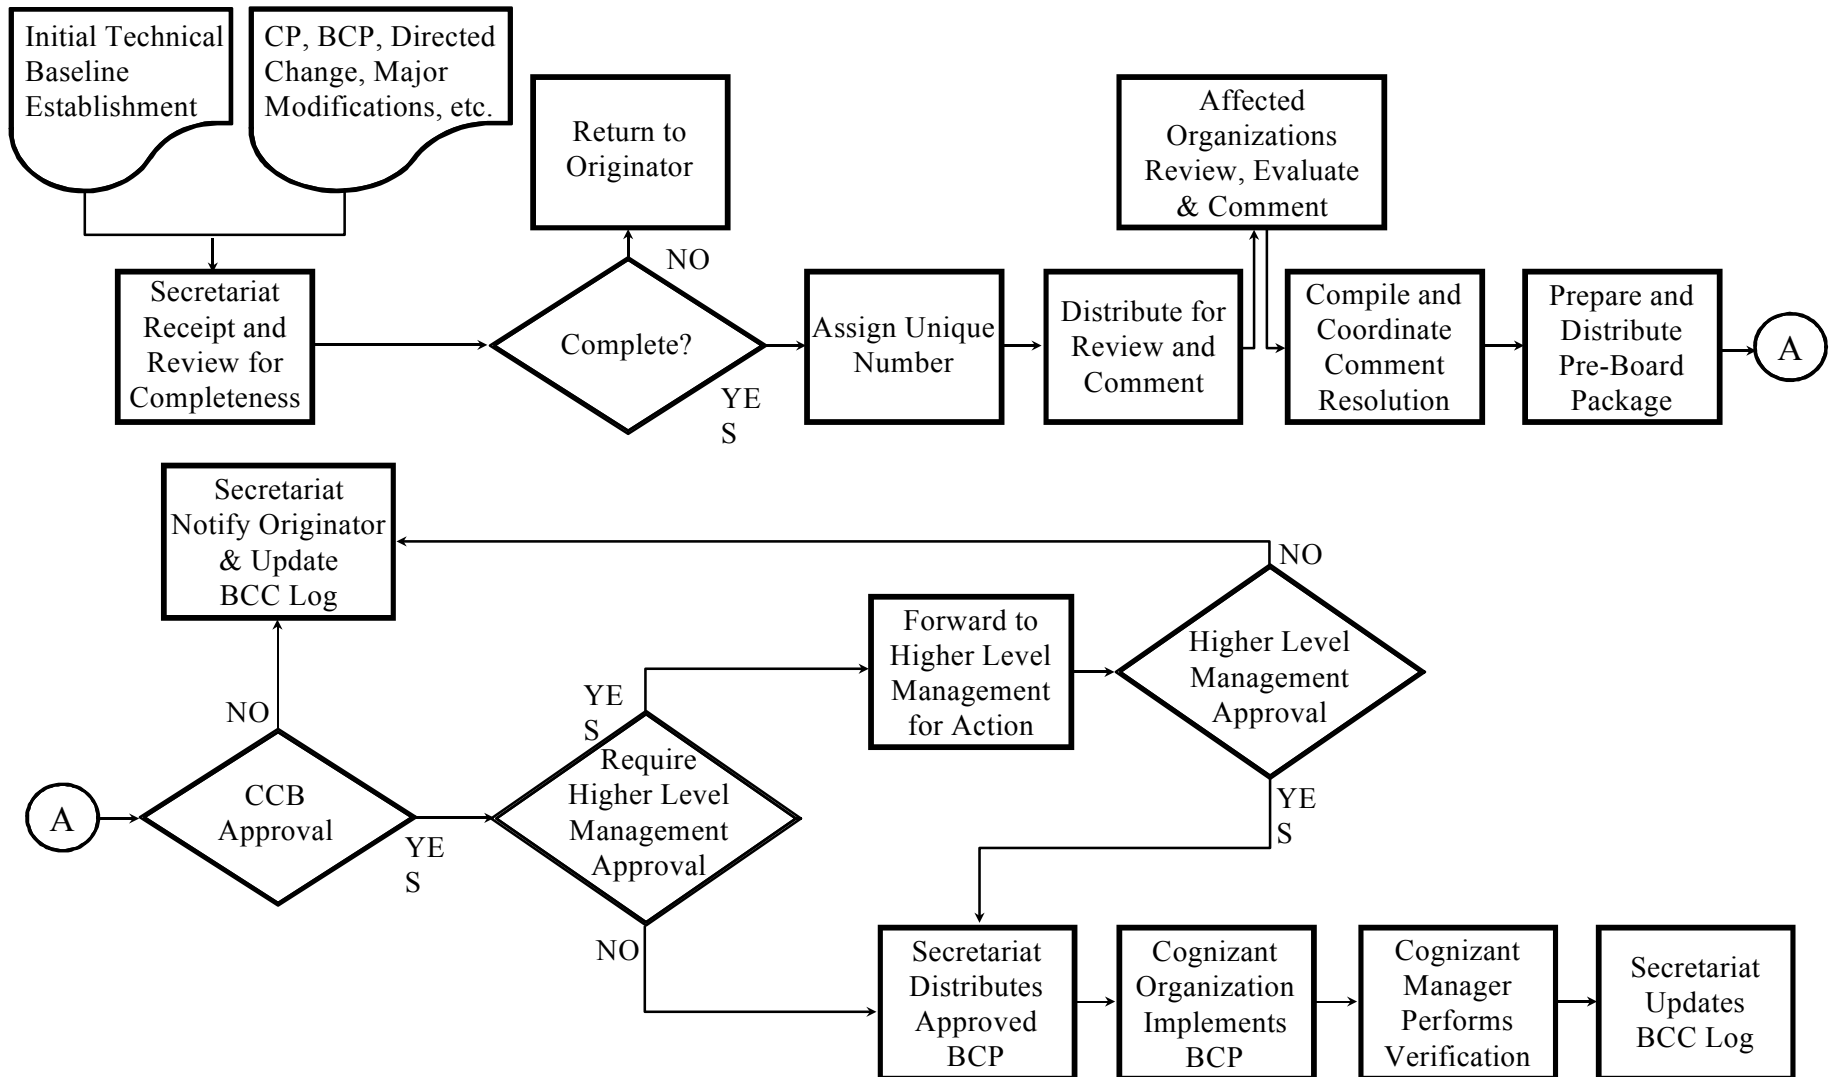 Initial Technical
Baseline
Establishment
CP, BCP, Directed
Change, Major
Modifications, etc.
Return to
Originator
Affected
Organizations
Review, Evaluate
& Comment
NO
Secretariat
Receipt and
Review for
Completeness
Complete?
YE
S
Assign Unique
Number
Distribute for
Review and
Comment
Compile and
Coordinate
Comment
Resolution
Prepare and
Distribute
Pre-Board
Package
A
Secretariat
Notify Originator
& Update
BCC Log
NO
Forward to
Higher Level
Management
for Action
Higher Level
Management
Approval
YE
S
NO
A
CCB
Approval
YE
S
Require
Higher Level
Management
Approval
YE
S
NO
Secretariat
Distributes
Approved
BCP
Cognizant
Organization
Implements
BCP
Cognizant
Manager
Performs
Verification
Secretariat
Updates
BCC Log